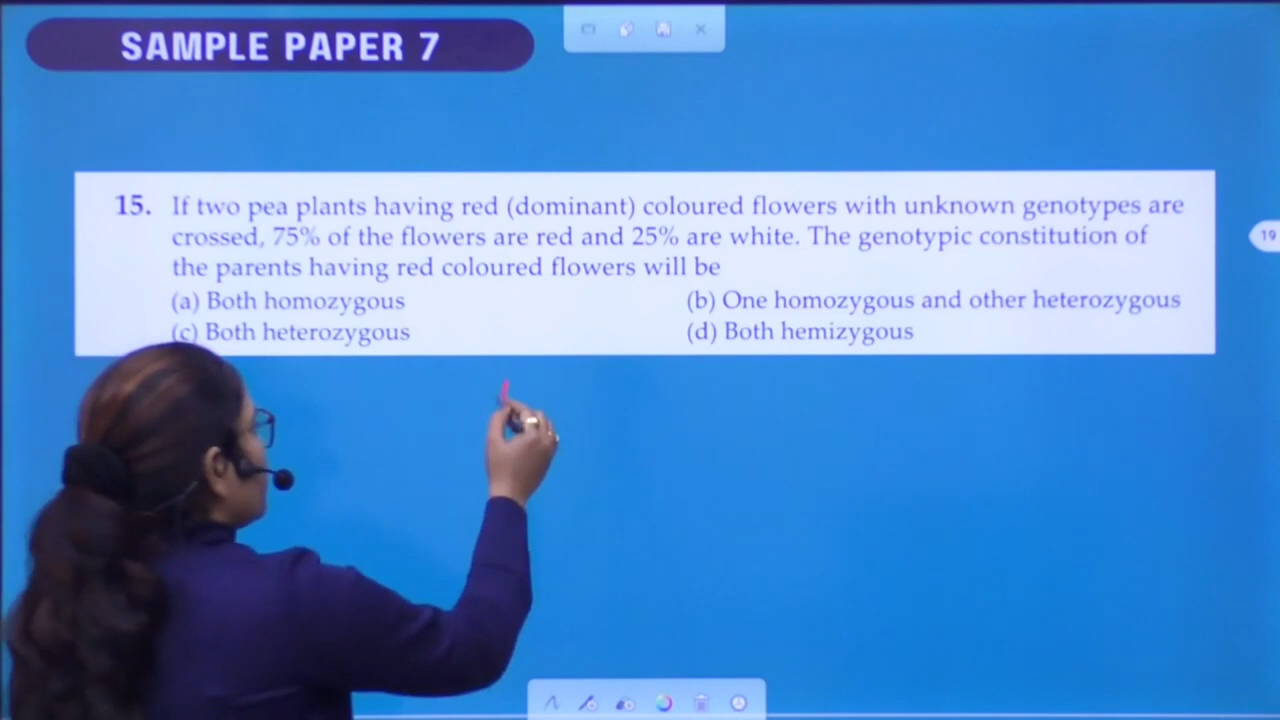 SAMPLE PAPER 7
15. If two pea plants having red (dominant) coloured flowers with unknown genotypes are
crossed, 75% of the flowers are red and 25% are white. The genotypic constitution of
the parents having red coloured flowers will be
(a) Both homozygous (b) One homozygous and other heterozygous
(c) Both heterozygous (d) Both hemizygous
19